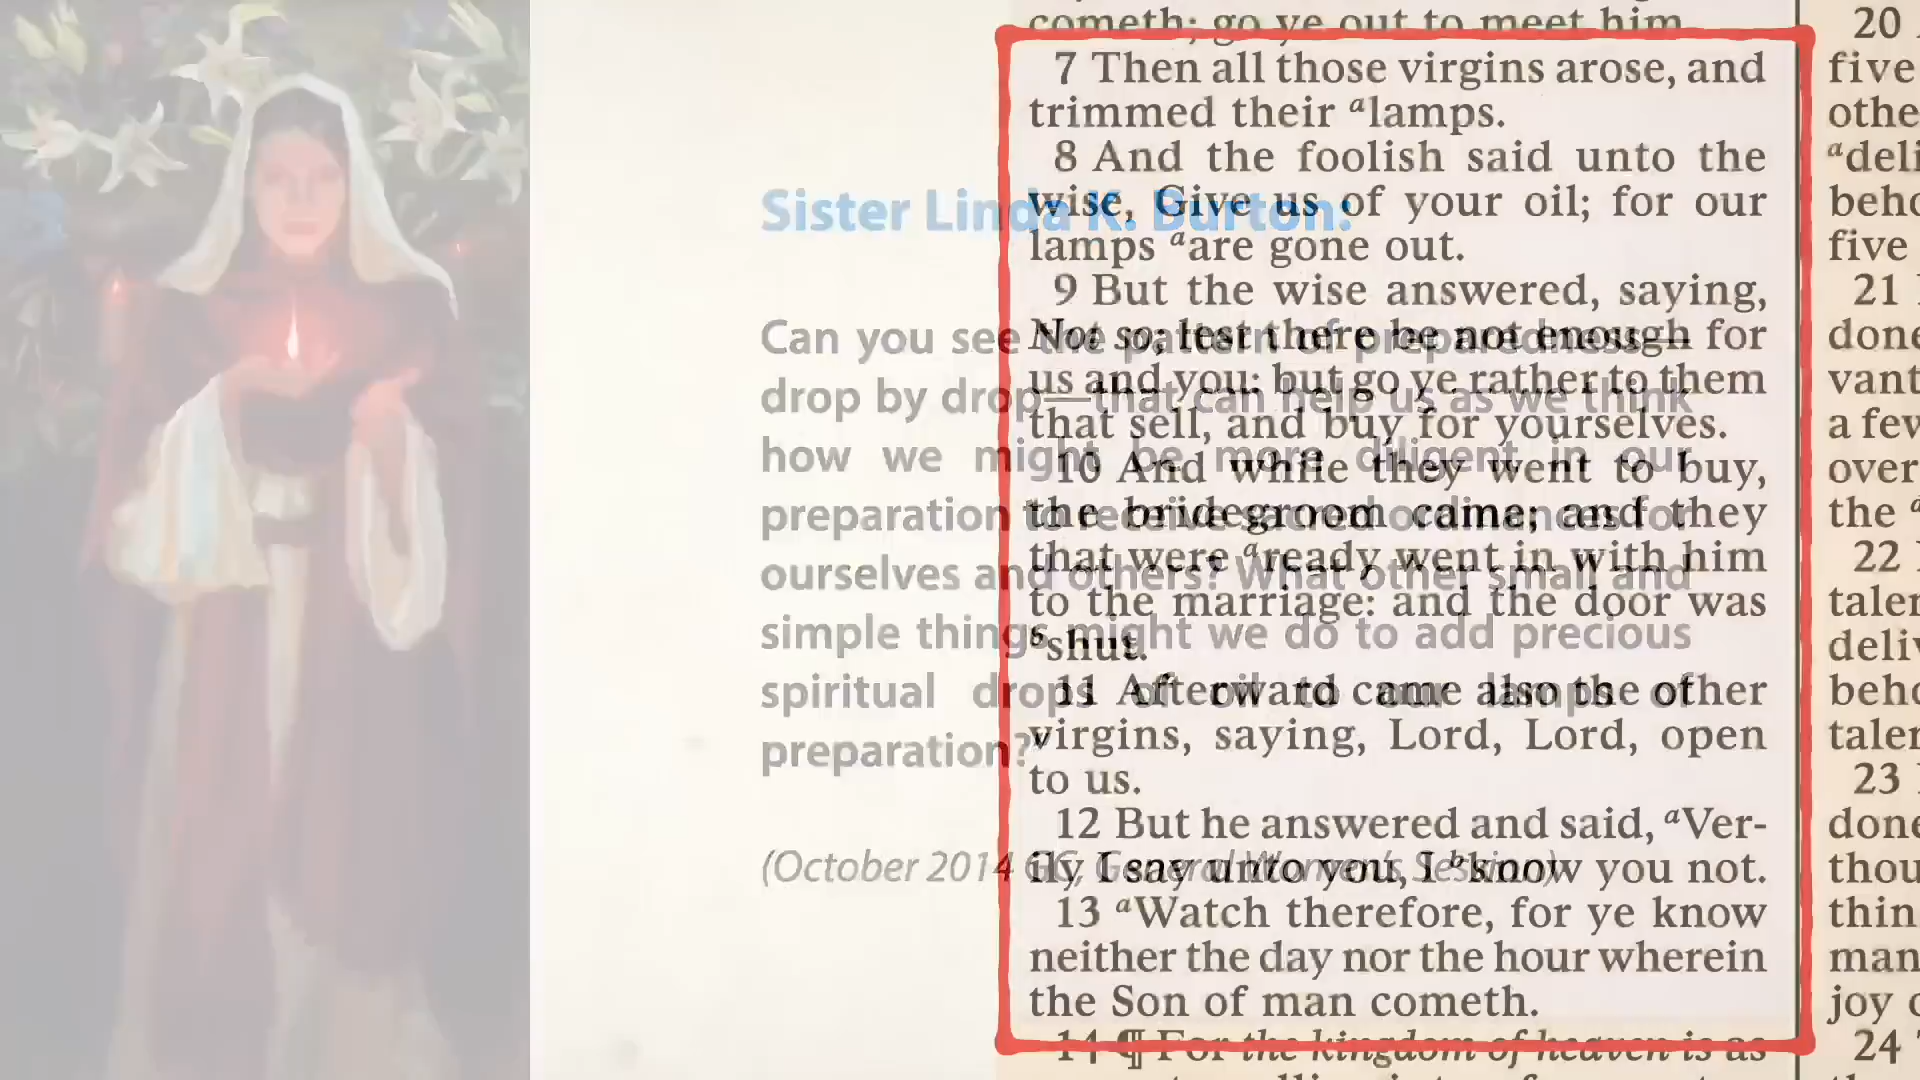 Sister Linda K. Burton:
Can you see the pattern of preparedness—
drop by drop—that can help us as we think
how we might be more diligent in our
preparation to receive sacred ordinances for
ourselves and others? What other small and
simple things might we do to add precious
spiritual drops of oil to our lamps of
preparation?
(October 2014 GC, General Women's Session)
cometh; go ye out to meet him.
7 Then all those virgins arose, and
trimmed their ᵃlamps.
8 And the foolish said unto the
wise, Give us of your oil; for our
lamps ᵃare gone out.
9 But the wise answered, saying,
Not so; lest there be not enough for
us and you: but go ye rather to them
that sell, and buy for yourselves.
10 And while they went to buy,
the bridegroom came; and they
that were ᵃready went in with him
to the marriage: and the door was
ᵇshut.
11 Afterward came also the other
virgins, saying, Lord, Lord, open
to us.
12 But he answered and said, ᵃVer-
ily I say unto you, I ᵇknow you not.
13 ᵃWatch therefore, for ye know
neither the day nor the hour wherein
the Son of man cometh.
14 ¶ For the kingdom of heaven is as
20
five
othe
ᵃdeli
beho
five
21
done
vant
a few
over
the
22
taler
deliv
beho
taler
23
done
thou
thin
man
joy
24